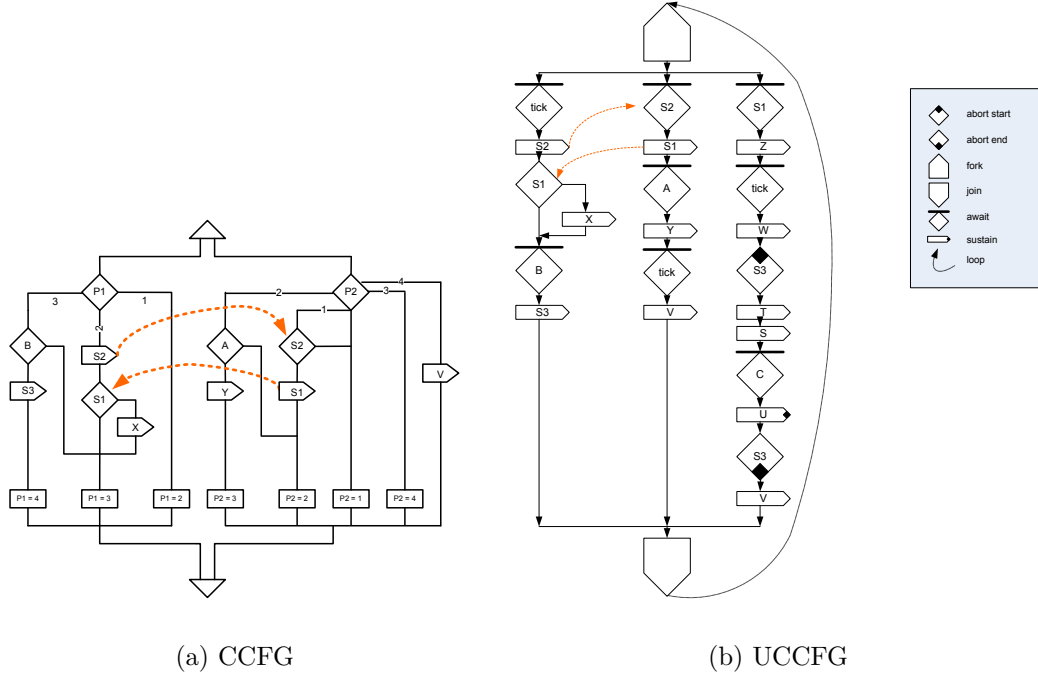 tick
S2
S1
S2
S1
Z
S1
A
tick
X
Y
W
B
tick
S3
S3
V
T
S
C
U
S3
V
abort start
abort end
fork
join
await
sustain
loop
P1
P2
4
3
1
2
3
2
1
B
S2
A
S2
V
S3
S1
Y
S1
X
P1 = 4
P1 = 3
P1 = 2
P2 = 3
P2 = 2
P2 = 1
P2 = 4
(a) CCFG
(b) UCCFG